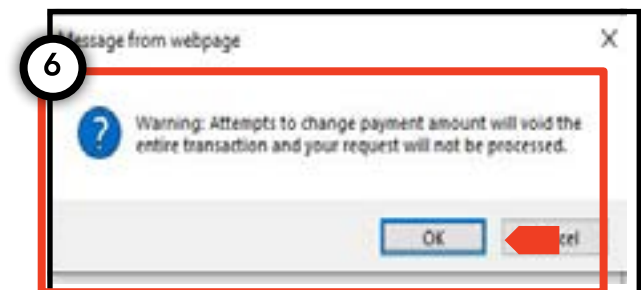 Message from webpage
6
Warning: Attempts to change payment amount will void the
entire transaction and your request will not be processed.
OK
cel